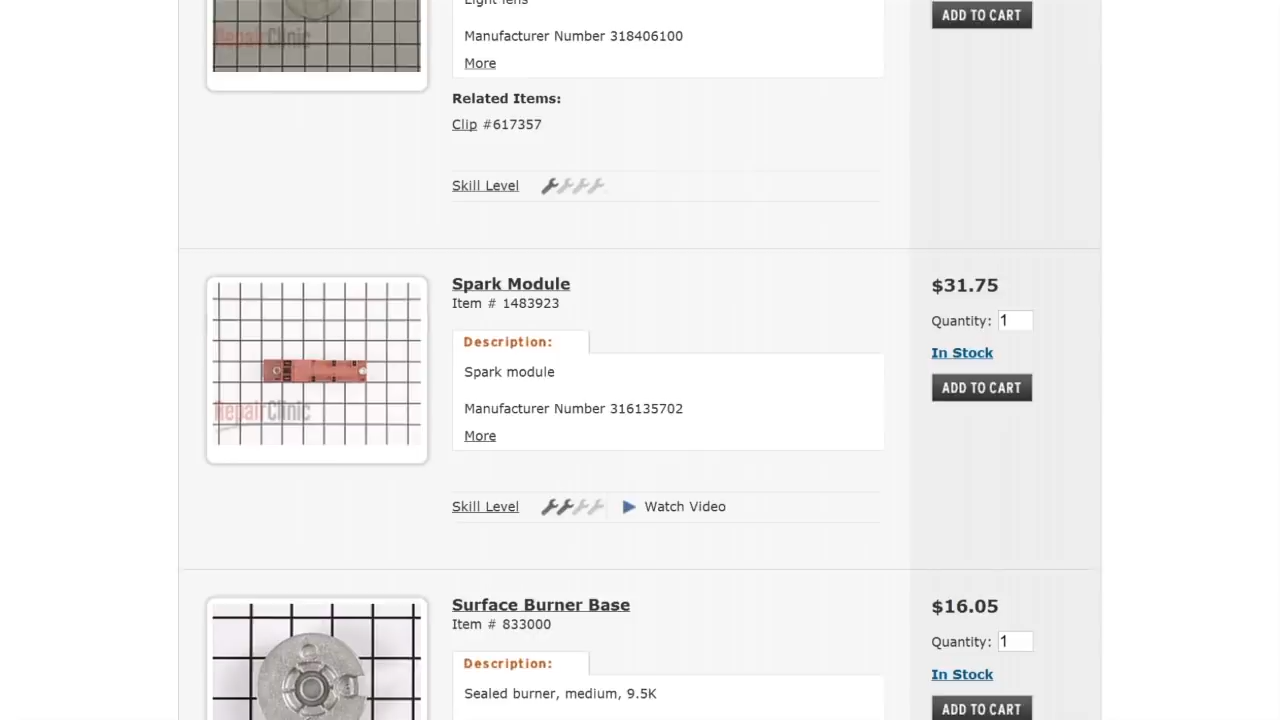 Manufacturer Number 318406100
More
ADD TO CART
RepairClinic
Related Items:
Clip #617357
Skill Level
Spark Module
Item # 1483923
Description:
Spark module
Manufacturer Number 316135702
More
RepairClinic
Skill Level
Watch Video
$31.75
Quantity: 1
In Stock
ADD TO CART
Surface Burner Base
Item # 833000
Description:
Sealed burner, medium, 9.5K
$16.05
Quantity: 1
In Stock
ADD TO CART